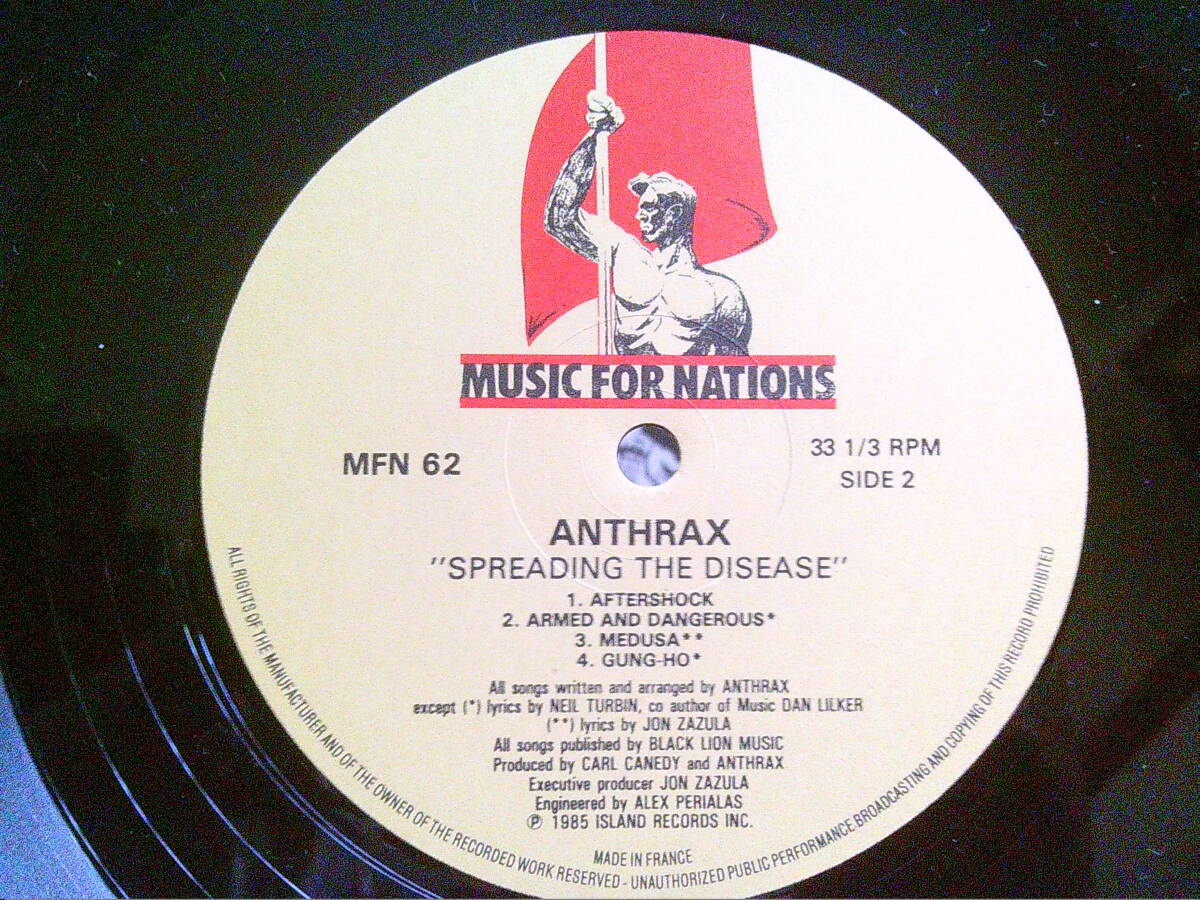 MUSIC FOR NATIONS
MFN 62
33 1/3 RPM
SIDE 2
ANTHRAX
"SPREADING THE DISEASE"
1. AFTERSHOCK
2. ARMED AND DANGEROUS*
3. MEDUSA**
4. GUNG-HO*
All songs written and arranged by ANTHRAX
except (*) lyrics by NEIL TURBIN, co author of Music DAN LILKER
(**) lyrics by JON ZAZULA
All songs published by BLACK LION MUSIC
Produced by CARL CANEDY and ANTHRAX
Executive producer JON ZAZULA
Engineered by ALEX PERIALAS
℗ 1985 ISLAND RECORDS INC.
MADE IN FRANCE
ALL RIGHTS OF THE MANUFACTURER AND OF THE OWNER OF THE RECORDED WORK RESERVED - UNAUTHORIZED PUBLIC PERFORMANCE BROADCASTING AND COPYING OF THIS RECORD PROHIBITED